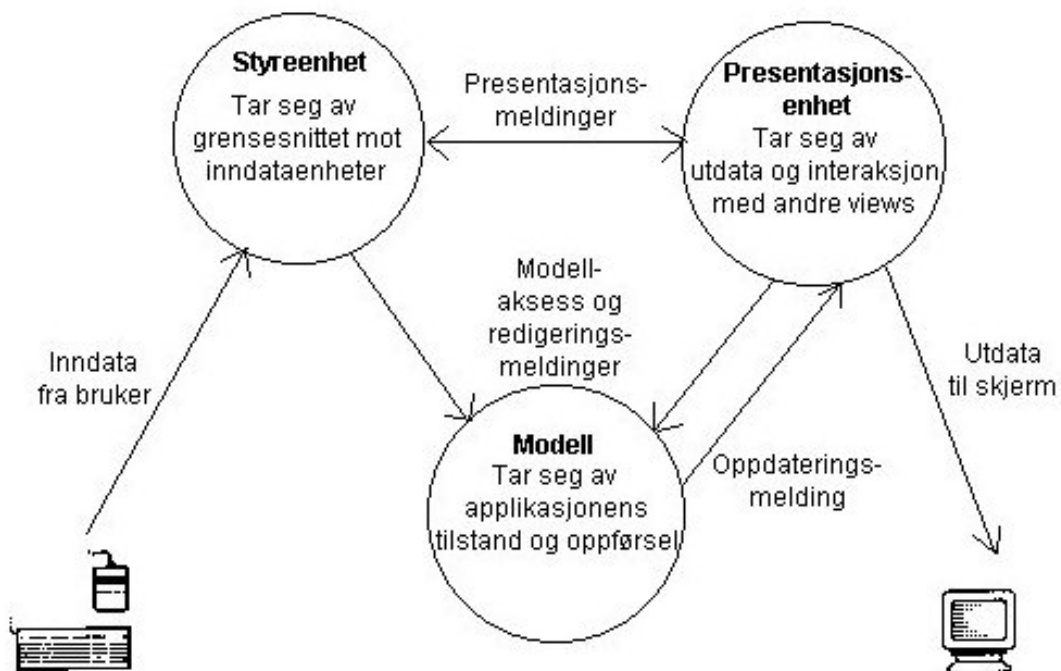 Styreenhet
Tar seg av
grensesnittet mot
inndataenheter
Presentasjons-
meldinger
Presentasjons-
enhet
Tar seg av
utdata og interaksjon
med andre views
Modell-
aksess og
redigerings-
meldinger
Inndata
fra bruker
Utdata
til skjerm
Modell
Tar seg av
applikasjonens
tilstand og oppførsel
Oppdaterings-
melding